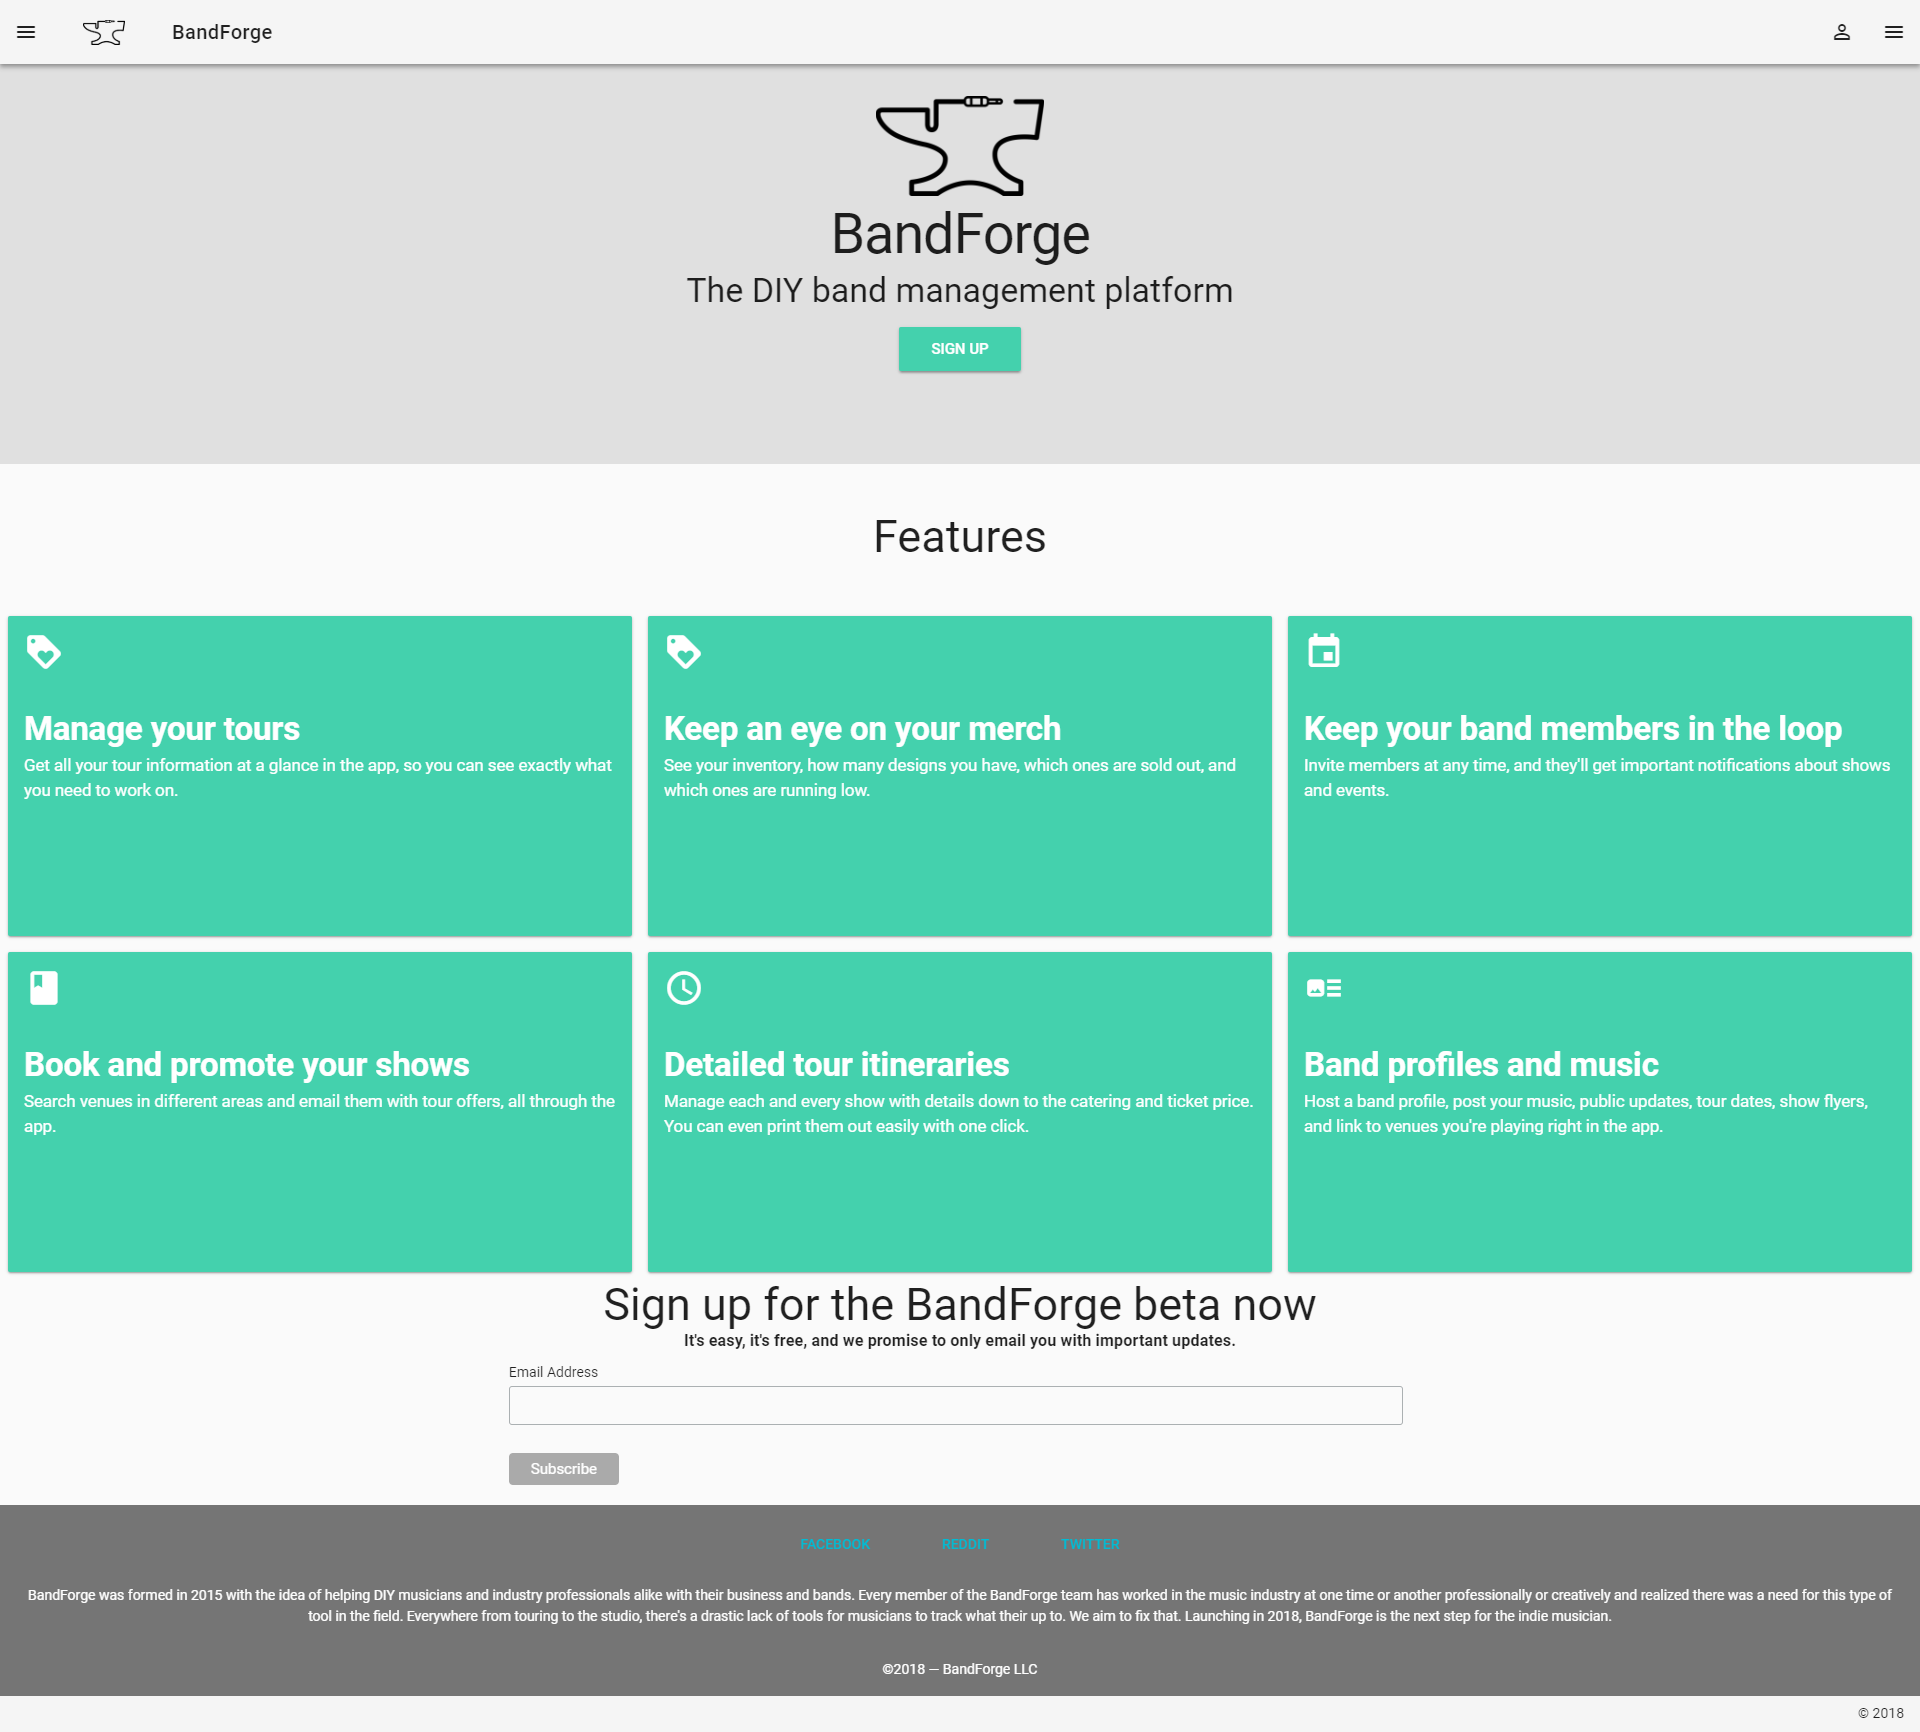 BandForge
BandForge
The DIY band management platform
SIGN UP
Features
Manage your tours
Get all your tour information at a glance in the app, so you can see exactly what
you need to work on.
Keep an eye on your merch
See your inventory, how many designs you have, which ones are sold out, and
which ones are running low.
Keep your band members in the loop
Invite members at any time, and they'll get important notifications about shows
and events.
Book and promote your shows
Search venues in different areas and email them with tour offers, all through the
app.
Detailed tour itineraries
Manage each and every show with details down to the catering and ticket price.
You can even print them out easily with one click.
Band profiles and music
Host a band profile, post your music, public updates, tour dates, show flyers,
and link to venues you're playing right in the app.
Sign up for the BandForge beta now
It's easy, it's free, and we promise to only email you with important updates.
Email Address
Subscribe
FACEBOOK REDDIT TWITTER
BandForge was formed in 2015 with the idea of helping DIY musicians and industry professionals alike with their business and bands. Every member of the BandForge team has worked in the music industry at one time or another professionally or creatively and realized there was a need for this type of
tool in the field. Everywhere from touring to the studio, there's a drastic lack of tools for musicians to track what their up to. We aim to fix that. Launching in 2018, BandForge is the next step for the indie musician.
©2018 — BandForge LLC
© 2018